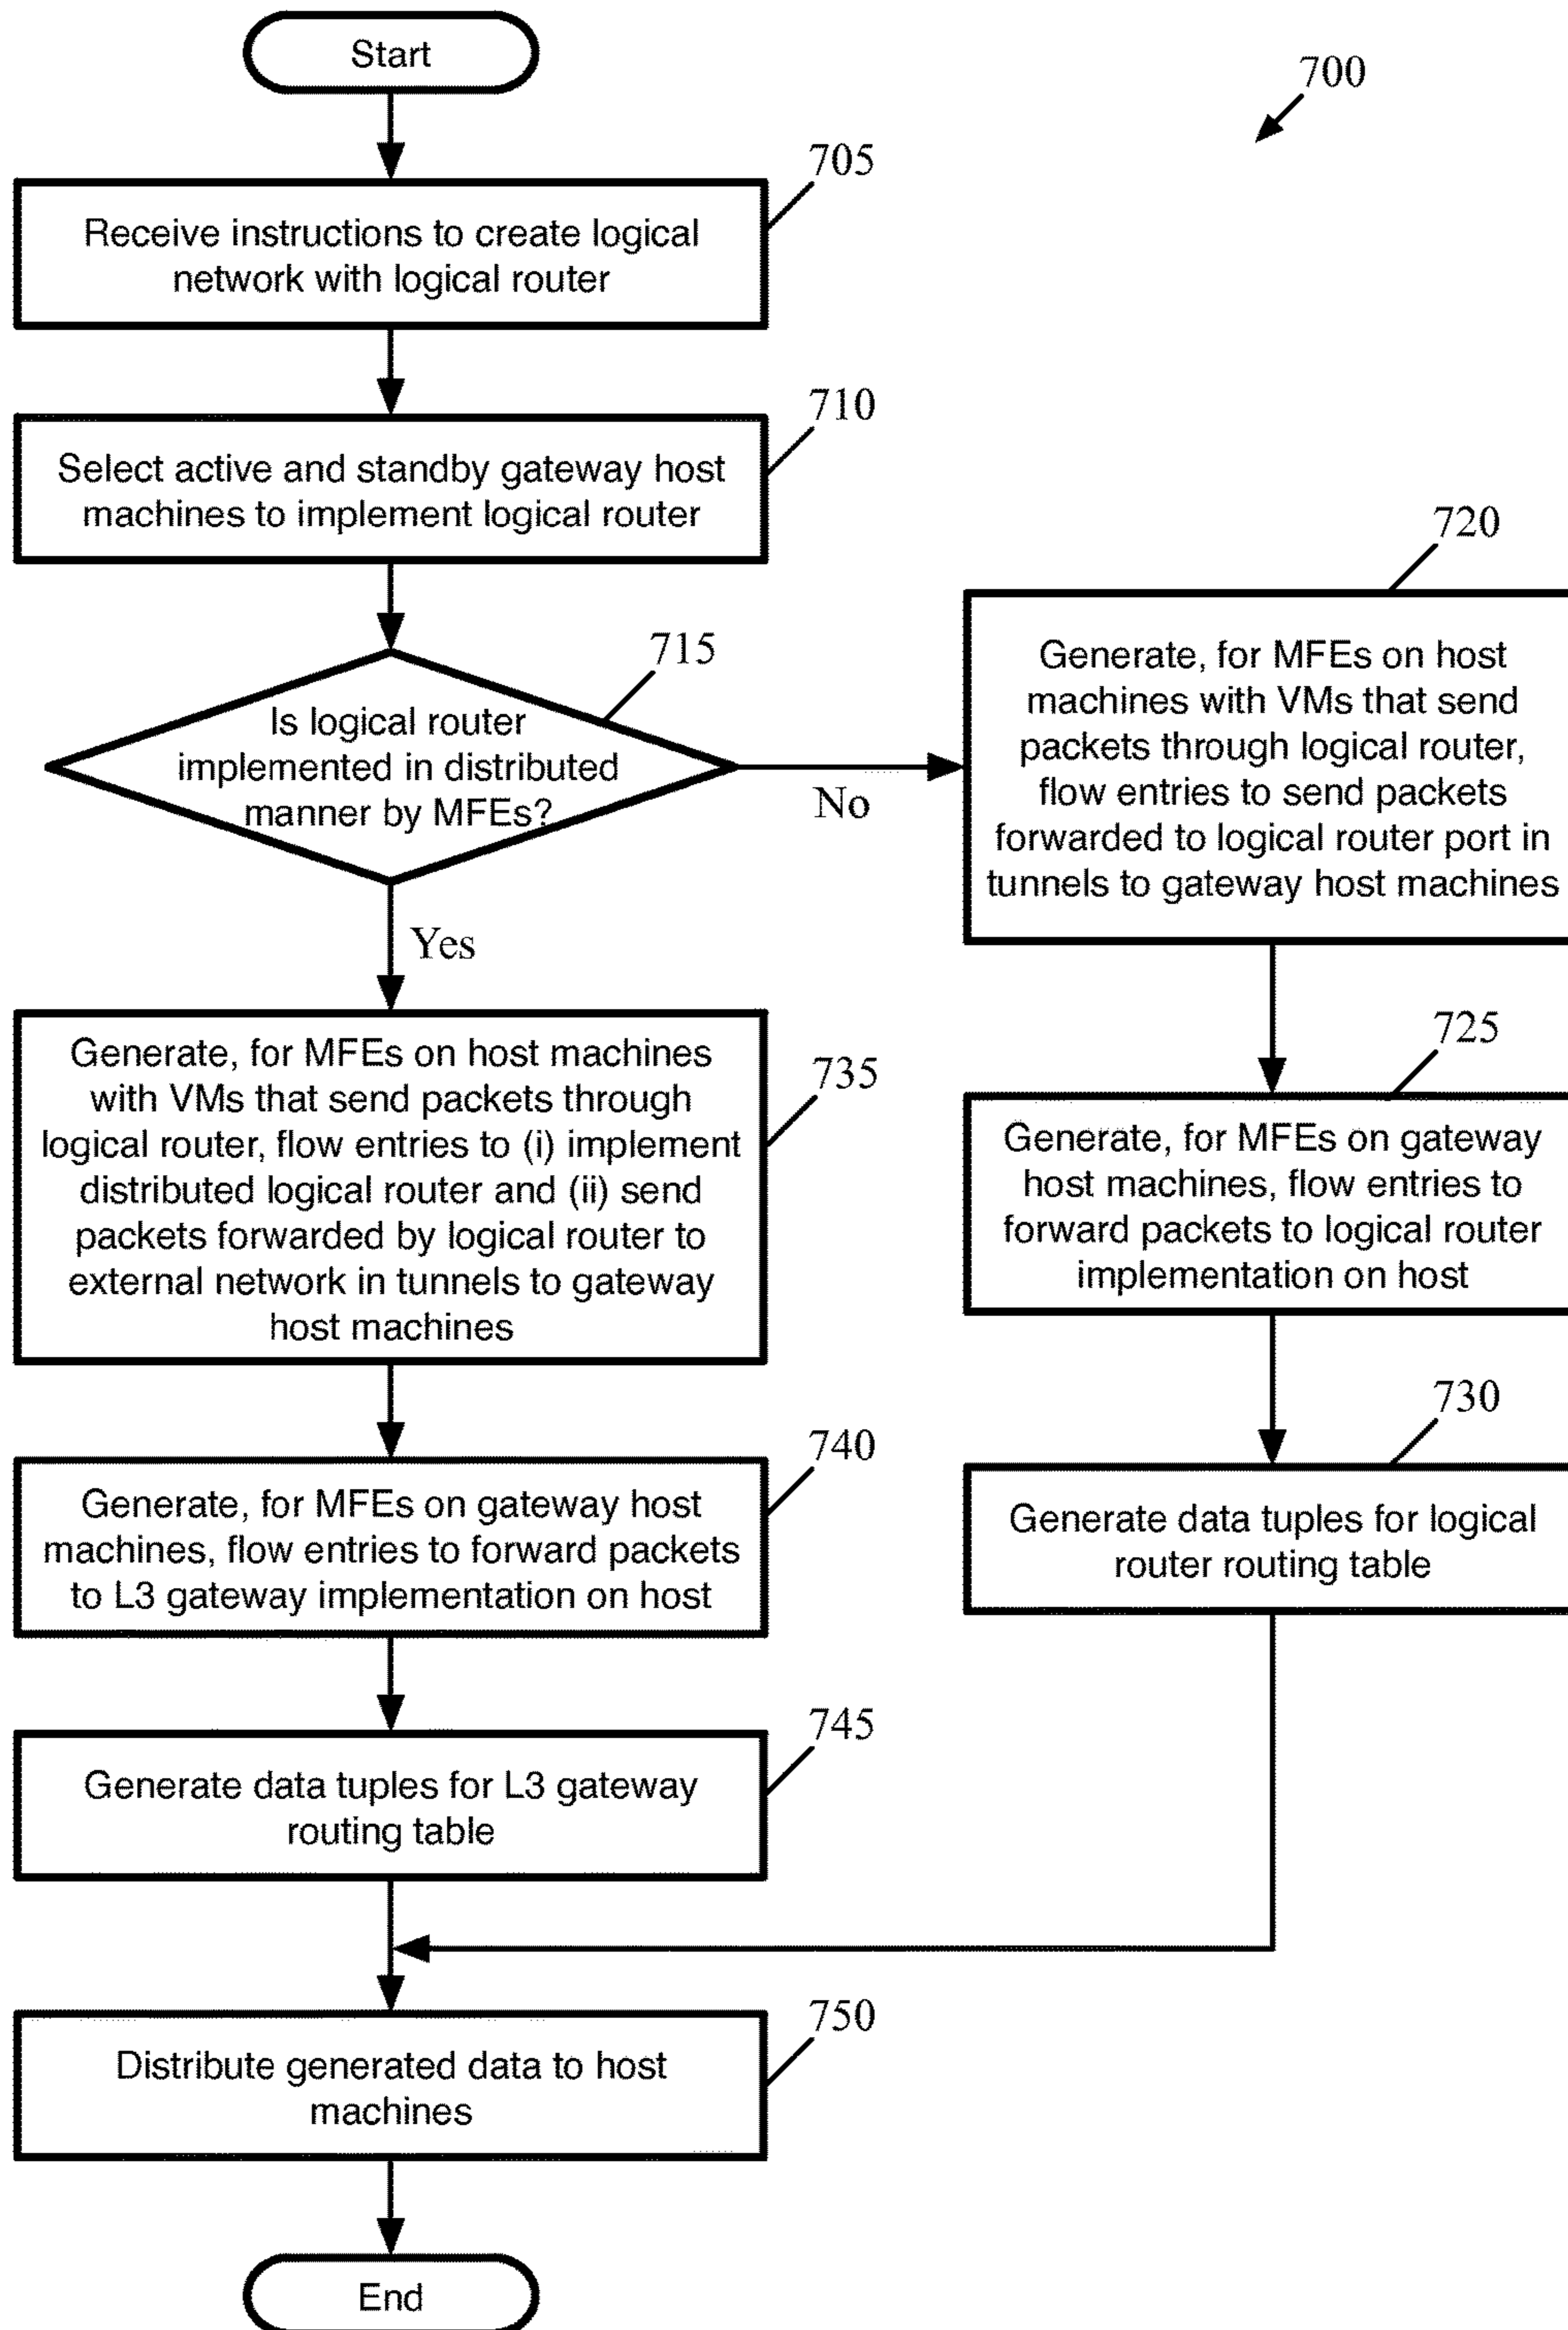 Start
700
705
Receive instructions to create logical
network with logical router
710
Select active and standby gateway host
machines to implement logical router
715
Is logical router
implemented in distributed
manner by MFEs?
No
Yes
720
Generate, for MFEs on host
machines with VMs that send
packets through logical router,
flow entries to send packets
forwarded to logical router port in
tunnels to gateway host machines
725
Generate, for MFEs on gateway
host machines, flow entries to
forward packets to logical router
implementation on host
730
Generate data tuples for logical
router routing table
735
Generate, for MFEs on host machines
with VMs that send packets through
logical router, flow entries to (i) implement
distributed logical router and (ii) send
packets forwarded by logical router to
external network in tunnels to gateway
host machines
740
Generate, for MFEs on gateway host
machines, flow entries to forward packets
to L3 gateway implementation on host
745
Generate data tuples for L3 gateway
routing table
750
Distribute generated data to host
machines
End